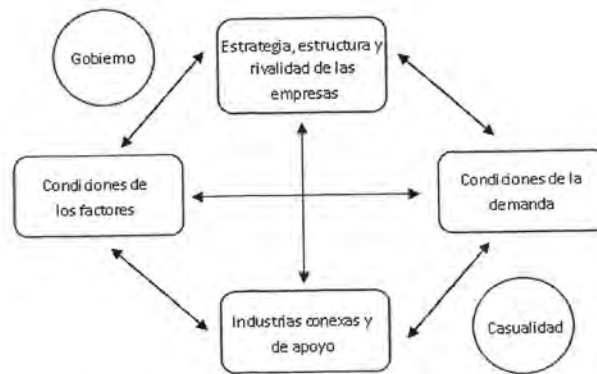 Gobierno
Estrategia, estructura y
rivalidad de las
empresas
Condiciones de
los factores
Condiciones de la
demanda
Industrias conexas y
de apoyo
Casualidad